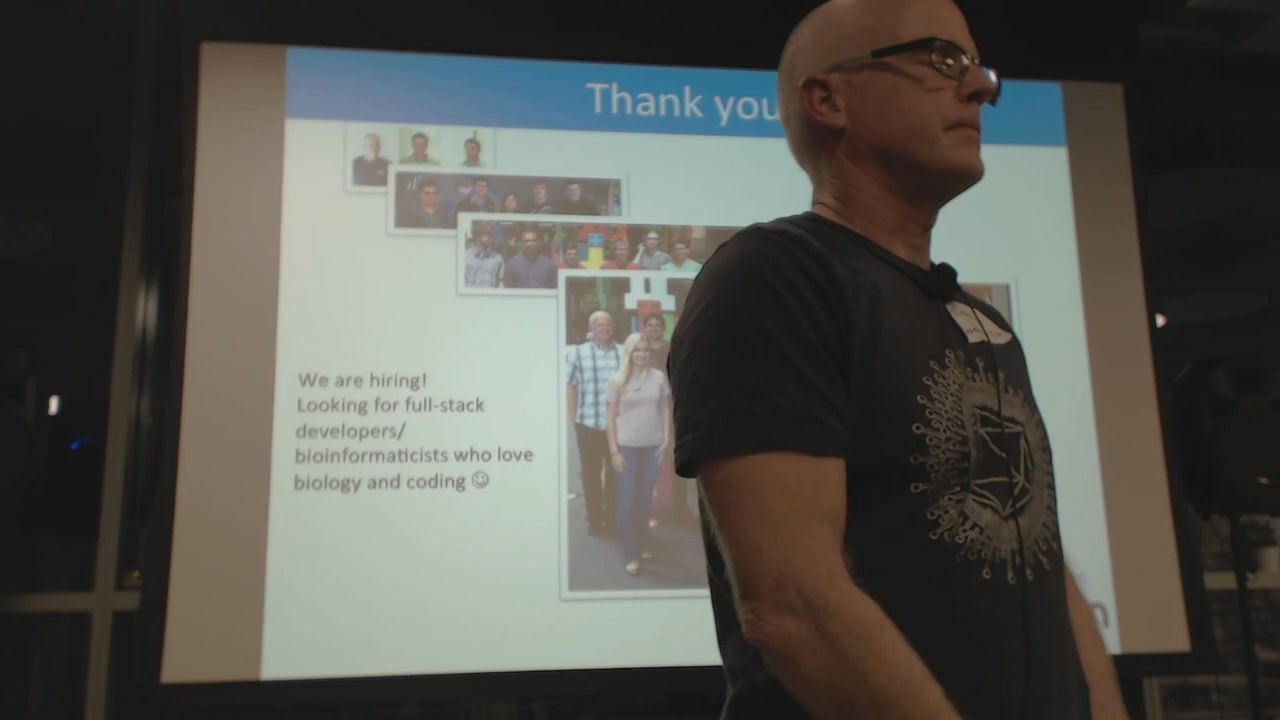 Thank you
We are hiring!
Looking for full-stack
developers/
bioinformaticists who love
biology and coding ☺